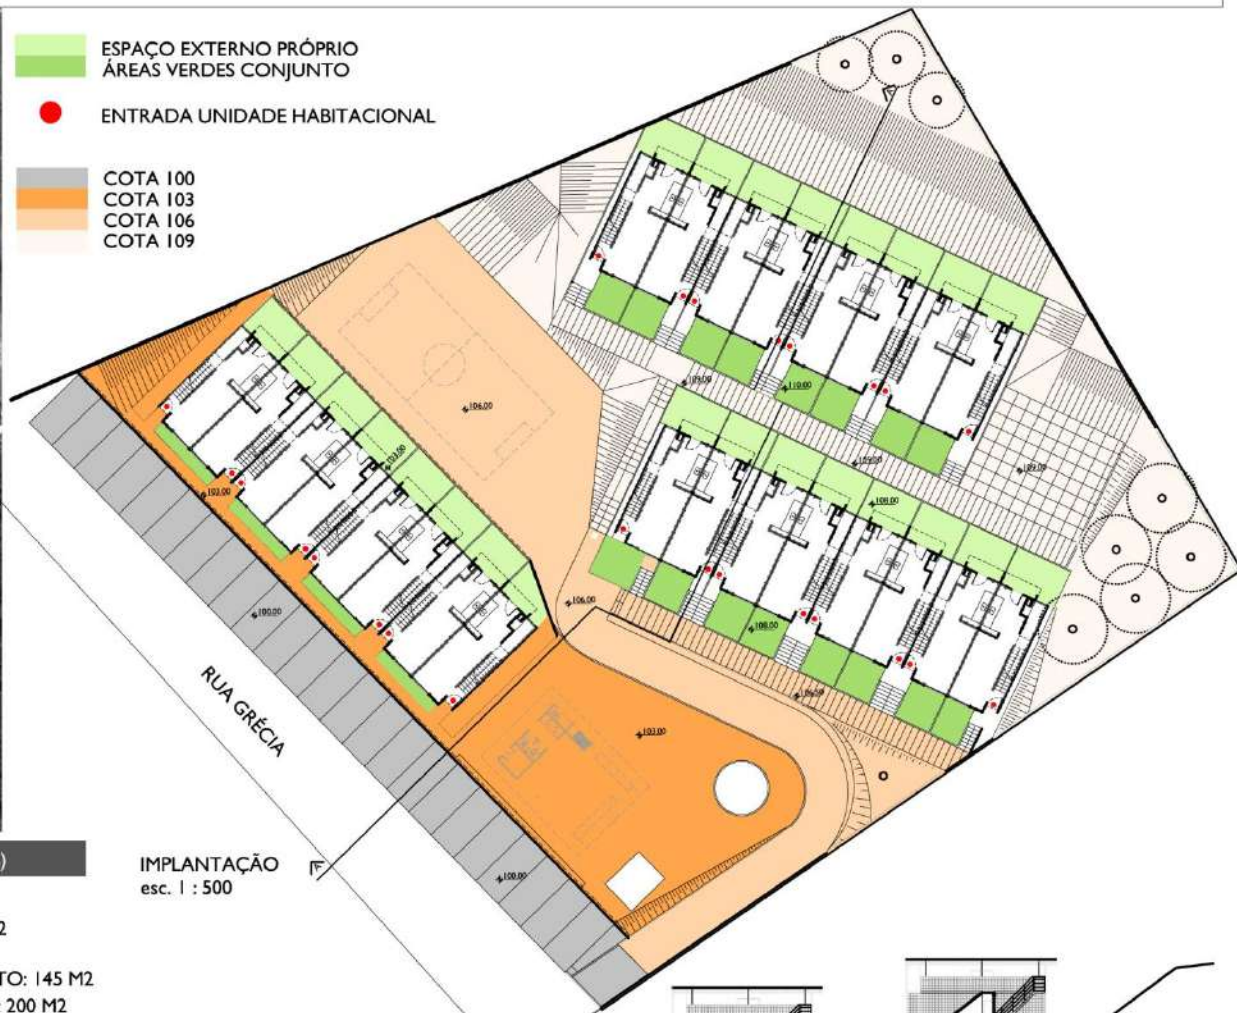 ESPAÇO EXTERNO PRÓPRIO
ÁREAS VERDES CONJUNTO
ENTRADA UNIDADE HABITACIONAL
COTA 100
COTA 103
COTA 106
COTA 109
106.00
103.00
103.00
100.00
109.00
110.00
109.00
109.00
108.00
106.00
108.00
106.50
103.00
100.00
RUA GRÉCIA
IMPLANTAÇÃO
esc. 1 : 500
)
2
TO: 145 M2
: 200 M2